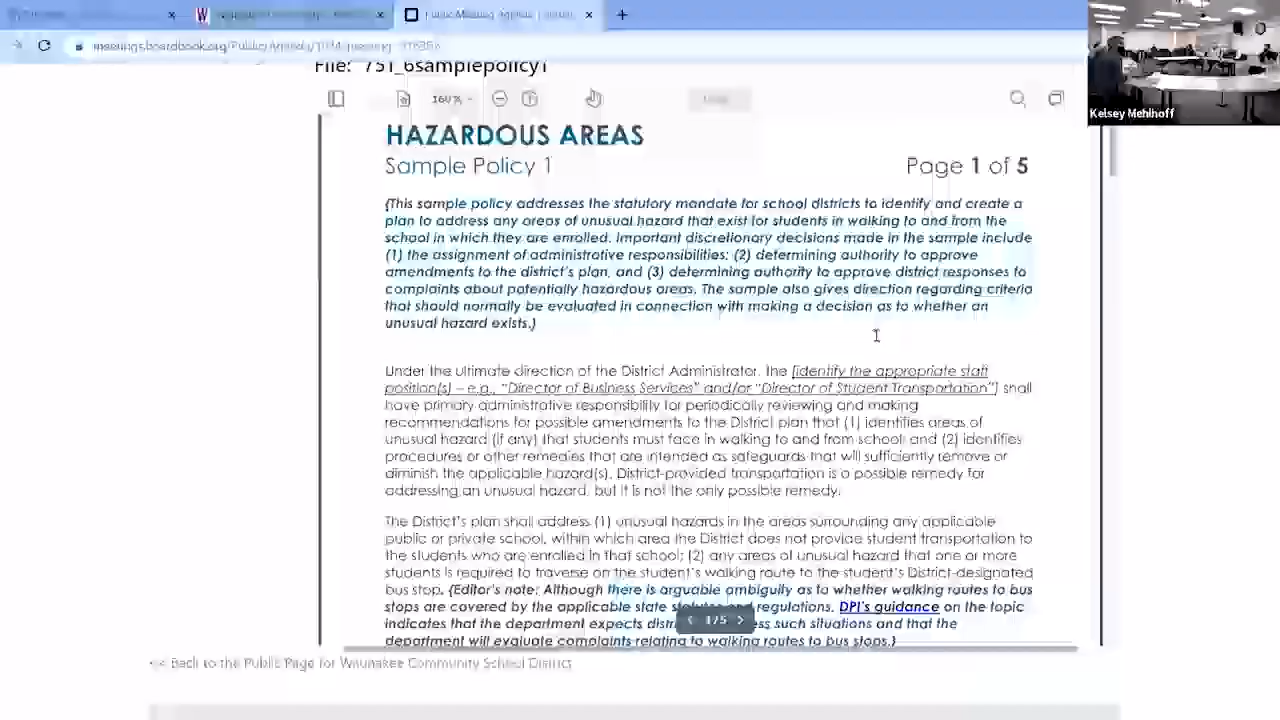 File: 751_6samplepolicy1
Kelsey Mehlhoff
HAZARDOUS AREAS
Sample Policy 1
Page 1 of 5
{This sample policy addresses the statutory mandate for school districts to identify and create a
plan to address any areas of unusual hazard that exist for students in walking to and from the
school in which they are enrolled. Important discretionary decisions made in the sample include
(1) the assignment of administrative responsibilities; (2) determining authority to approve
amendments to the district's plan, and (3) determining authority to approve district responses to
complaints about potentially hazardous areas. The sample also gives direction regarding criteria
that should normally be evaluated in connection with making a decision as to whether an
unusual hazard exists.}
Under the ultimate direction of the District Administrator, the [identify the appropriate staff
position(s) – e.g., "Director of Business Services" and/or "Director of Student Transportation"] shall
have primary administrative responsibility for periodically reviewing and making
recommendations for possible amendments to the District plan that (1) identifies areas of
unusual hazard (if any) that students must face in walking to and from school; and (2) identifies
procedures or other remedies that are intended as safeguards that will sufficiently remove or
diminish the applicable hazard(s). District-provided transportation is a possible remedy for
addressing an unusual hazard, but it is not the only possible remedy.
The District's plan shall address (1) unusual hazards in the areas surrounding any applicable
public or private school, within which area the District does not provide student transportation to
the students who are enrolled in that school; (2) any areas of unusual hazard that one or more
students is required to traverse on the student's walking route to the student's District-designated
bus stop. {Editor's note: Although there is arguable ambiguity as to whether walking routes to bus
stops are covered by the applicable state statutes and regulations, DPI's guidance on the topic
indicates that the department expects such situations and that the
department will evaluate complaints relating to walking routes to bus stops.}
1/5
<< Back to the Public Page for Waunakee Community School District